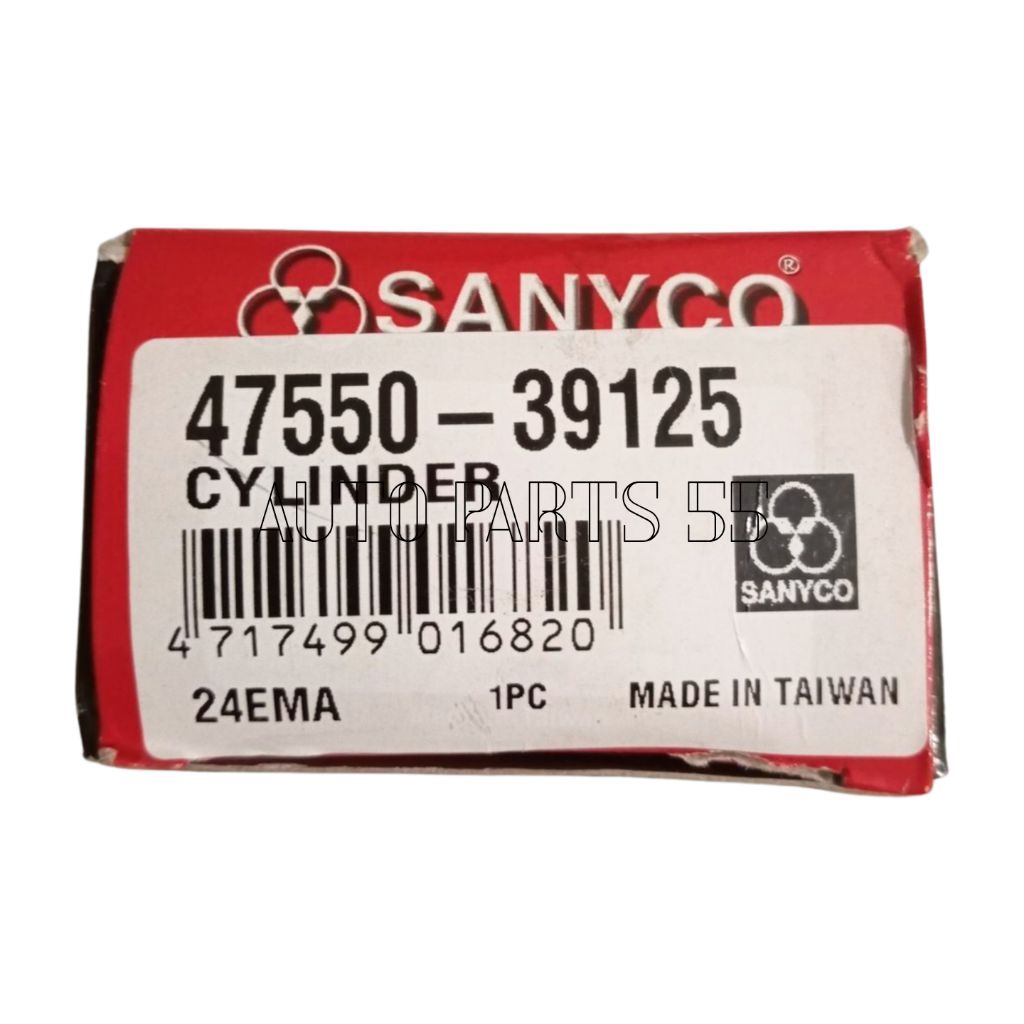 SANYCO®
47550-39125
CYLINDER
AUTO PARTS 55
SANYCO
4 717499 016820
24EMA 1PC MADE IN TAIWAN